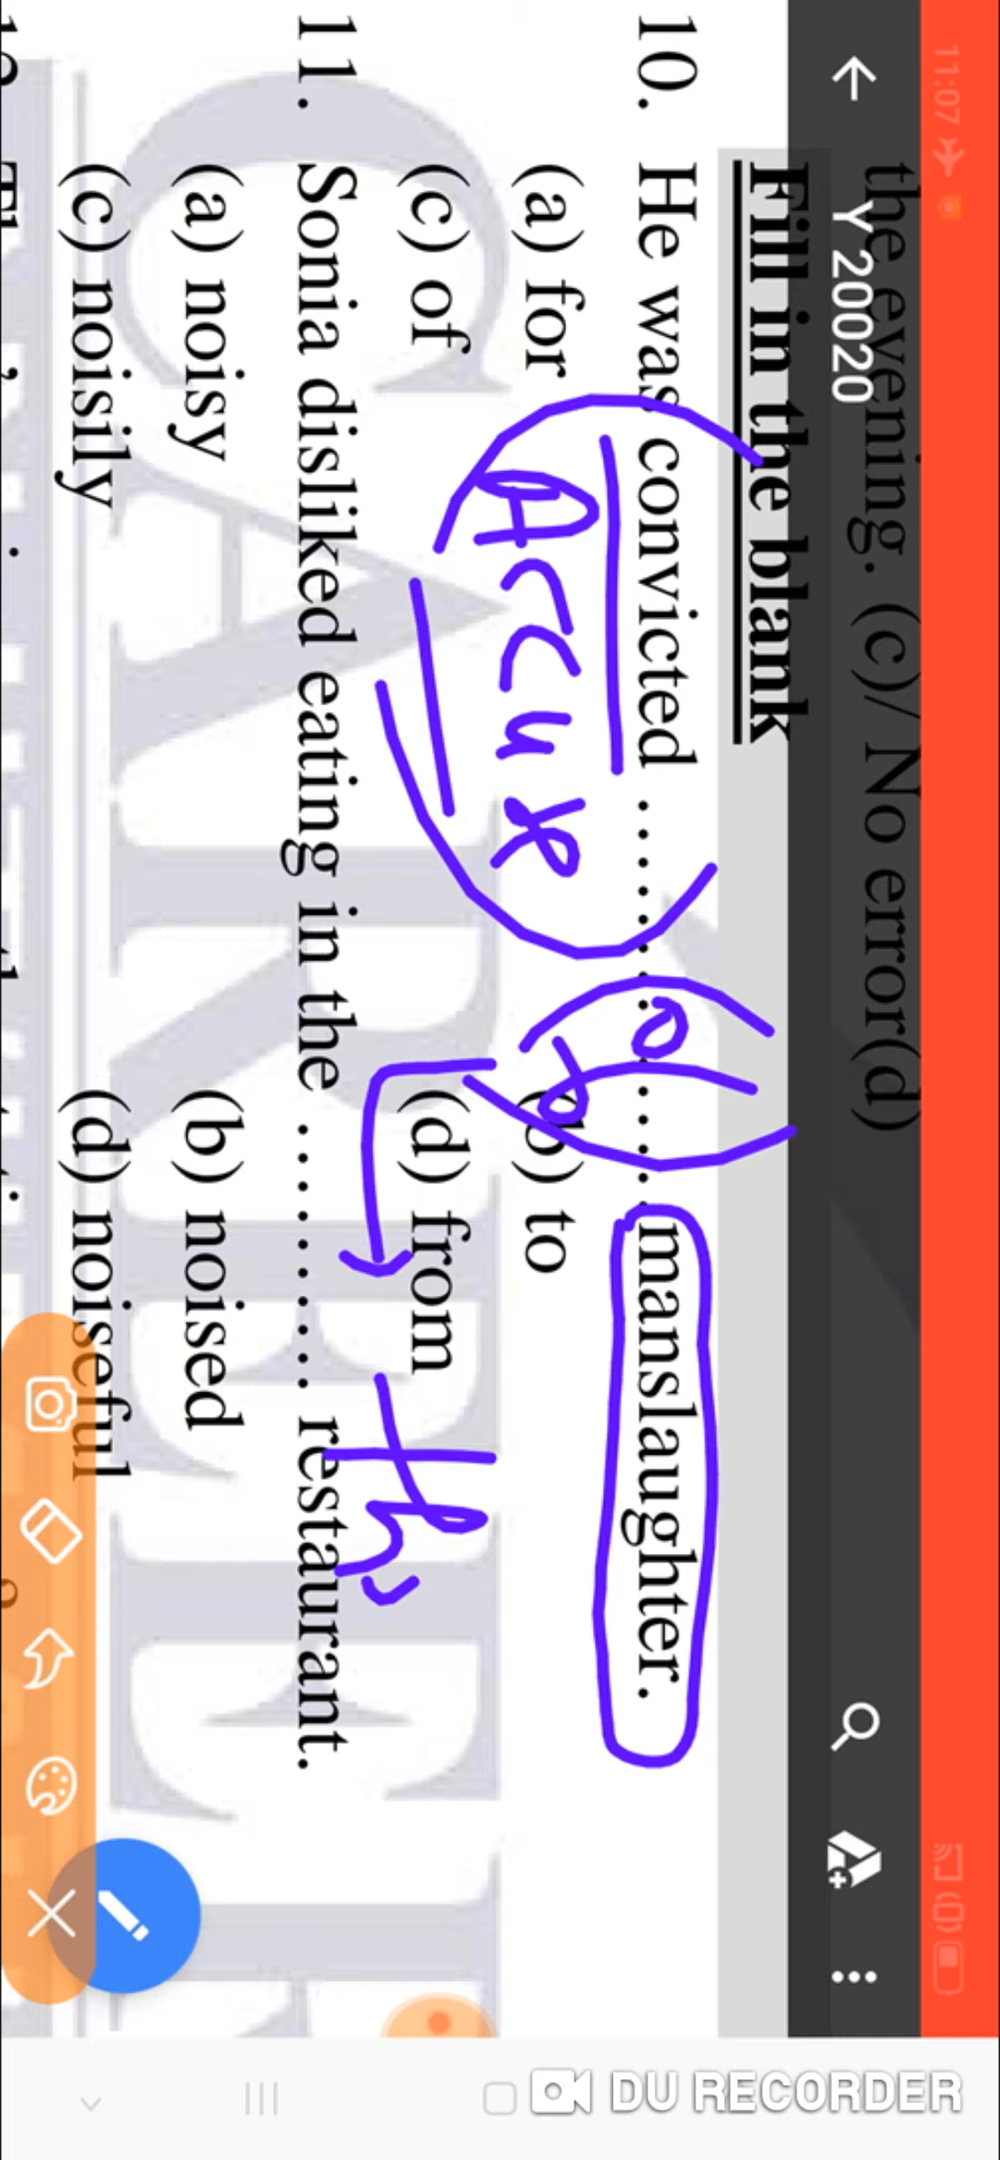 11:07
the evening. (c)/ No error(d)
Y 20020
Fill in the blank
10. He was convicted .................... manslaughter.
of
Accuse
(a) for (b) to
(c) of (d) from
11. Sonia disliked eating in the ............... restaurant.
(a) noisy (b) noised
(c) noisily (d) noiseful
CAREE
DU RECORDER